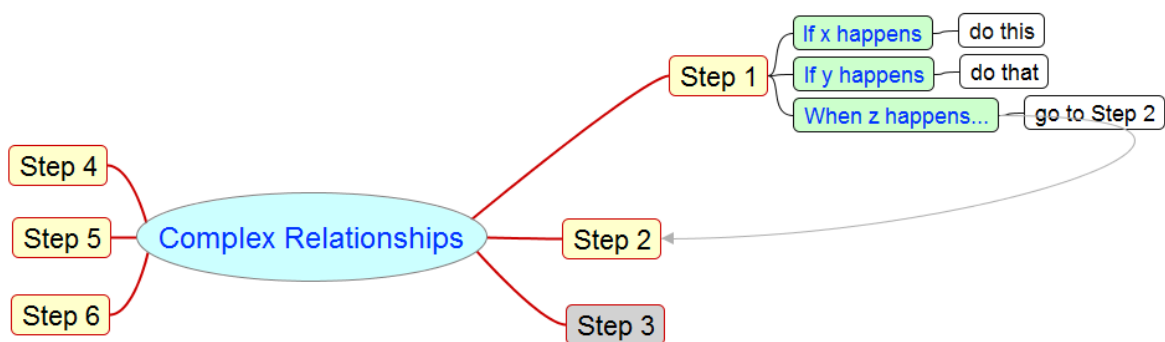 If x happens
do this
Step 1
If y happens
do that
When z happens...
go to Step 2
Step 4
Step 5
Complex Relationships
Step 2
Step 6
Step 3